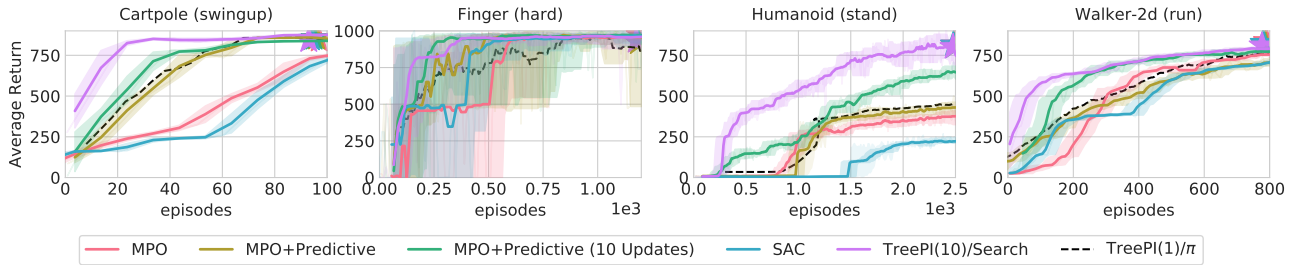 Cartpole (swingup)
Finger (hard)
Humanoid (stand)
Walker-2d (run)
Average Return
750
500
250
0
0 20 40 60 80 100
episodes
1000
750
500
250
0
0.0 0.25 0.50 0.75 1.00
1e3
episodes
750
500
250
0
0.0 0.5 1.0 1.5 2.0 2.5
1e3
episodes
750
500
250
0
0 200 400 600 800
episodes
MPO MPO+Predictive MPO+Predictive (10 Updates) SAC TreePI(10)/Search TreePI(1)/π